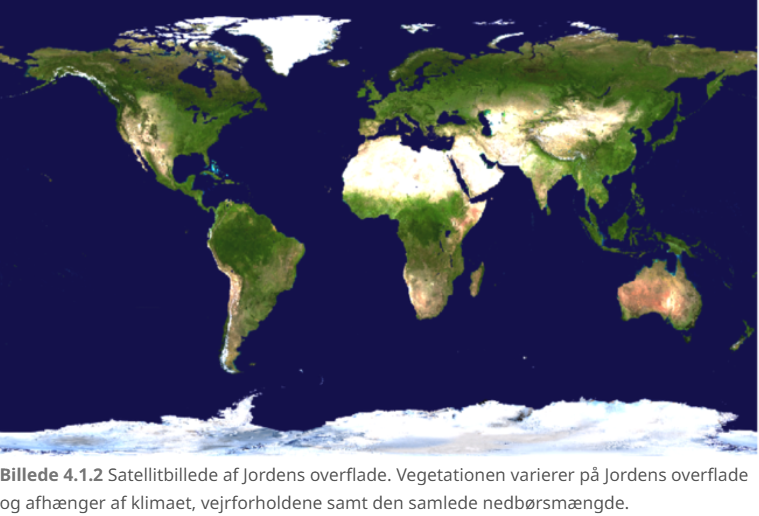 Billede 4.1.2 Satellitbillede af Jordens overflade. Vegetationen varierer på Jordens overflade
og afhænger af klimaet, vejrforholdene samt den samlede nedbørsmængde.